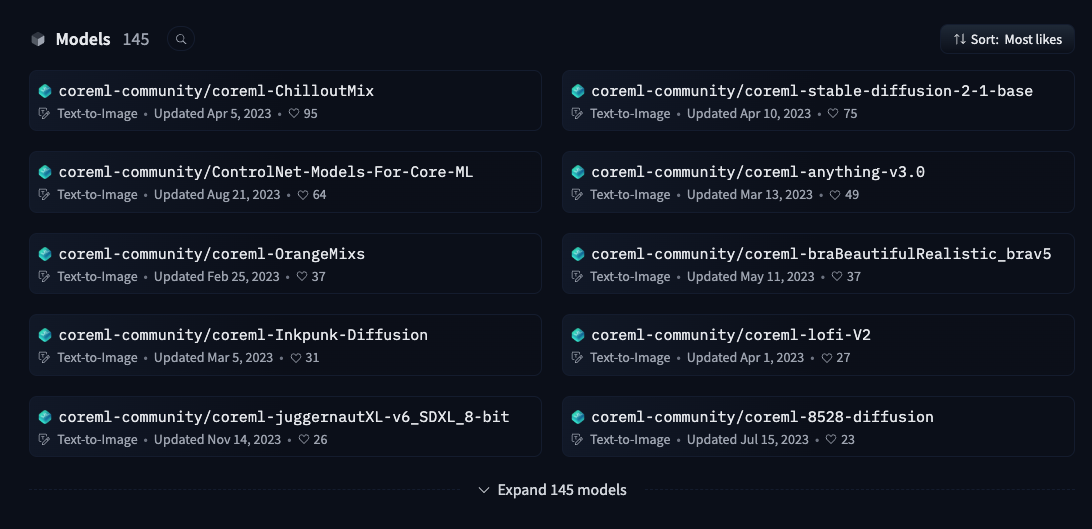 Models 145
Sort: Most likes
coreml-community/coreml-ChilloutMix
Text-to-Image • Updated Apr 5, 2023 • 95
coreml-community/coreml-stable-diffusion-2-1-base
Text-to-Image • Updated Apr 10, 2023 • 75
coreml-community/ControlNet-Models-For-Core-ML
Text-to-Image • Updated Aug 21, 2023 • 64
coreml-community/coreml-anything-v3.0
Text-to-Image • Updated Mar 13, 2023 • 49
coreml-community/coreml-OrangeMixs
Text-to-Image • Updated Feb 25, 2023 • 37
coreml-community/coreml-braBeautifulRealistic_brav5
Text-to-Image • Updated May 11, 2023 • 37
coreml-community/coreml-Inkpunk-Diffusion
Text-to-Image • Updated Mar 5, 2023 • 31
coreml-community/coreml-lofi-V2
Text-to-Image • Updated Apr 1, 2023 • 27
coreml-community/coreml-juggernautXL-v6_SDXL_8-bit
Text-to-Image • Updated Nov 14, 2023 • 26
coreml-community/coreml-8528-diffusion
Text-to-Image • Updated Jul 15, 2023 • 23
Expand 145 models